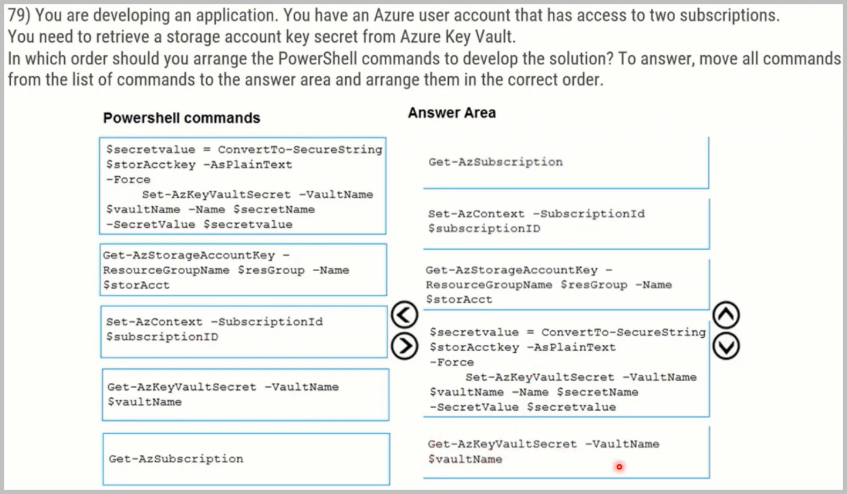 79) You are developing an application. You have an Azure user account that has access to two subscriptions.
You need to retrieve a storage account key secret from Azure Key Vault.
In which order should you arrange the PowerShell commands to develop the solution? To answer, move all commands
from the list of commands to the answer area and arrange them in the correct order.
Powershell commands
$secretvalue = ConvertTo-SecureString
$storAcctkey -AsPlainText
-Force
Set-AzKeyVaultSecret -VaultName
$vaultName -Name $secretName
-SecretValue $secretvalue
Get-AzStorageAccountKey -
ResourceGroupName $resGroup -Name
$storAcct
Set-AzContext -SubscriptionId
$subscriptionID
Get-AzKeyVaultSecret -VaultName
$vaultName
Get-AzSubscription
Answer Area
Get-AzSubscription
Set-AzContext -SubscriptionId
$subscriptionID
Get-AzStorageAccountKey -
ResourceGroupName $resGroup -Name
$storAcct
$secretvalue = ConvertTo-SecureString
$storAcctkey -AsPlainText
-Force
Set-AzKeyVaultSecret -VaultName
$vaultName -Name $secretName
-SecretValue $secretvalue
Get-AzKeyVaultSecret -VaultName
$vaultName